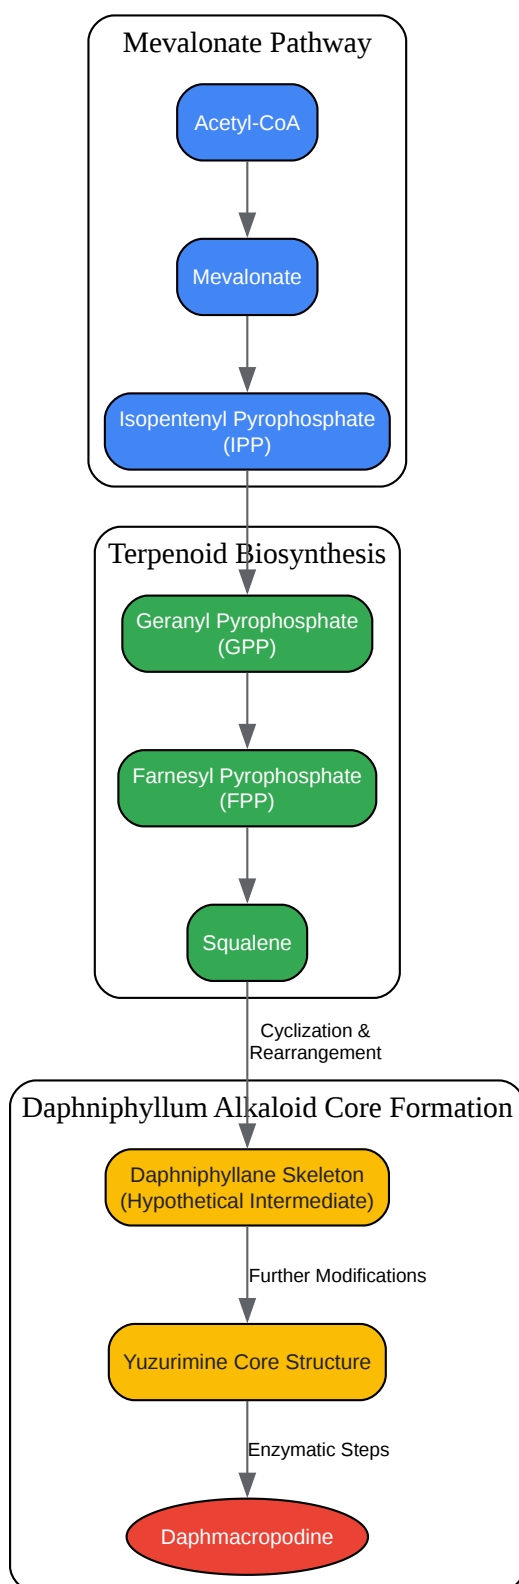 Mevalonate Pathway
Acetyl-CoA
Mevalonate
Isopentenyl Pyrophosphate
(IPP)
Terpenoid Biosynthesis
Geranyl Pyrophosphate
(GPP)
Farnesyl Pyrophosphate
(FPP)
Squalene
Cyclization &
Rearrangement
Daphniphyllum Alkaloid Core Formation
Daphniphyllane Skeleton
(Hypothetical Intermediate)
Further Modifications
Yuzurimine Core Structure
Enzymatic Steps
Daphmacropodine